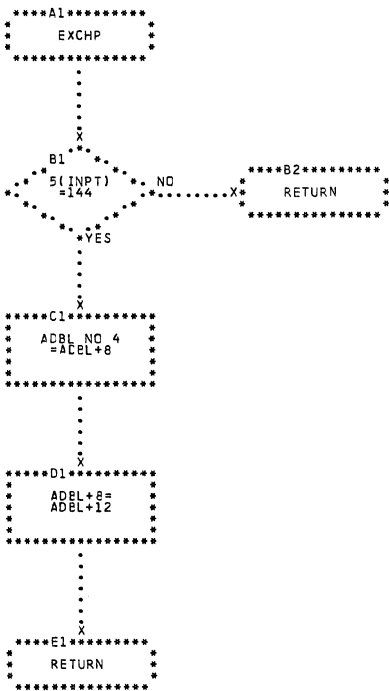 A1
EXCHP
B1
5(INPT)
=144
NO
B2
RETURN
YES
C1
ADBL NO 4
=ADBL+8
D1
ADBL+8=
ADBL+12
E1
RETURN